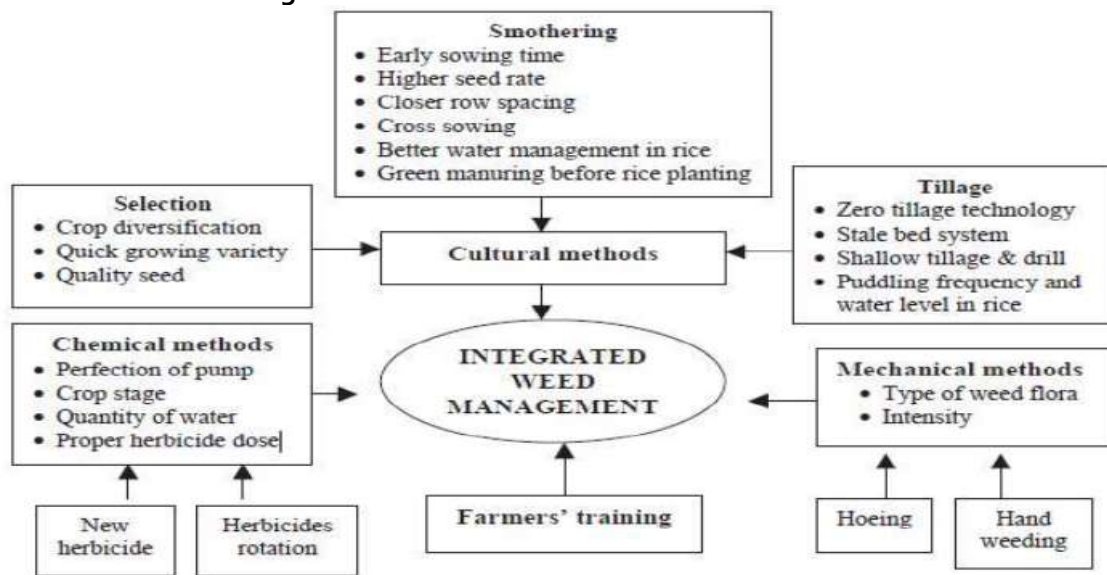 Smothering
• Early sowing time
• Higher seed rate
• Closer row spacing
• Cross sowing
• Better water management in rice
• Green manuring before rice planting
Selection
• Crop diversification
• Quick growing variety
• Quality seed
Cultural methods
Tillage
• Zero tillage technology
• Stale bed system
• Shallow tillage & drill
• Puddling frequency and
water level in rice
Chemical methods
• Perfection of pump
• Crop stage
• Quantity of water
• Proper herbicide dose
INTEGRATED
WEED
MANAGEMENT
Mechanical methods
• Type of weed flora
• Intensity
New
herbicide
Herbicides
rotation
Farmers' training
Hoeing
Hand
weeding